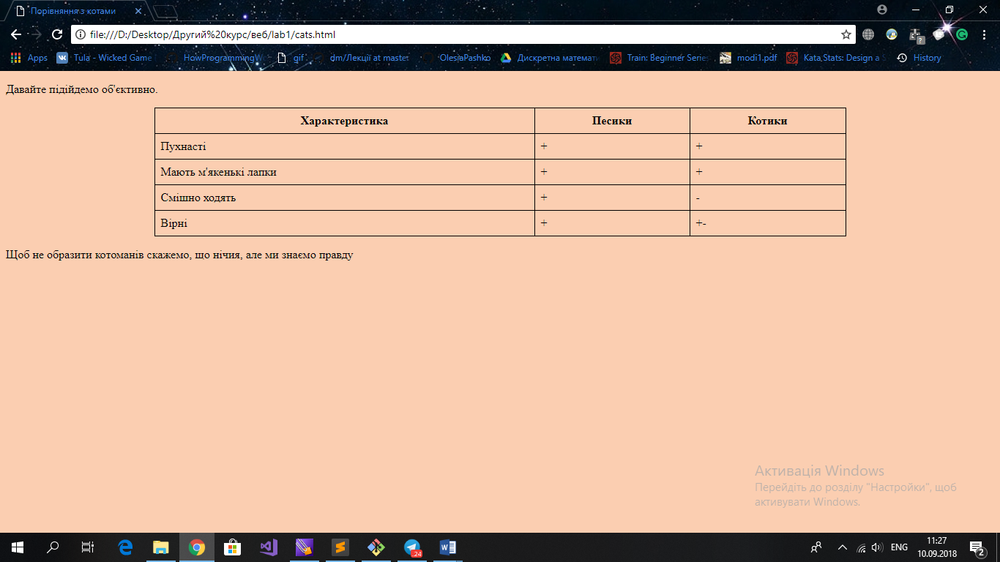 Порівняння з котами
file:///D:/Desktop/Другий%20курс/веб/lab1/cats.html
Apps Tula - Wicked Game HowProgrammingW gif dm/Лекції at master OlesiaPashko Дискретна математи Train: Beginner Series modi1.pdf Kata Stats: Design a S History
Давайте підійдемо об'єктивно.
Характеристика Песики Котики
Пухнасті + +
Мають м'якенькі лапки + +
Смішно ходять + -
Вірні + +-
Щоб не образити котоманів скажемо, що нічия, але ми знаємо правду
Активація Windows
Перейдіть до розділу "Настройки", щоб
активувати Windows.
.24
ENG
11:27
10.09.2018
2